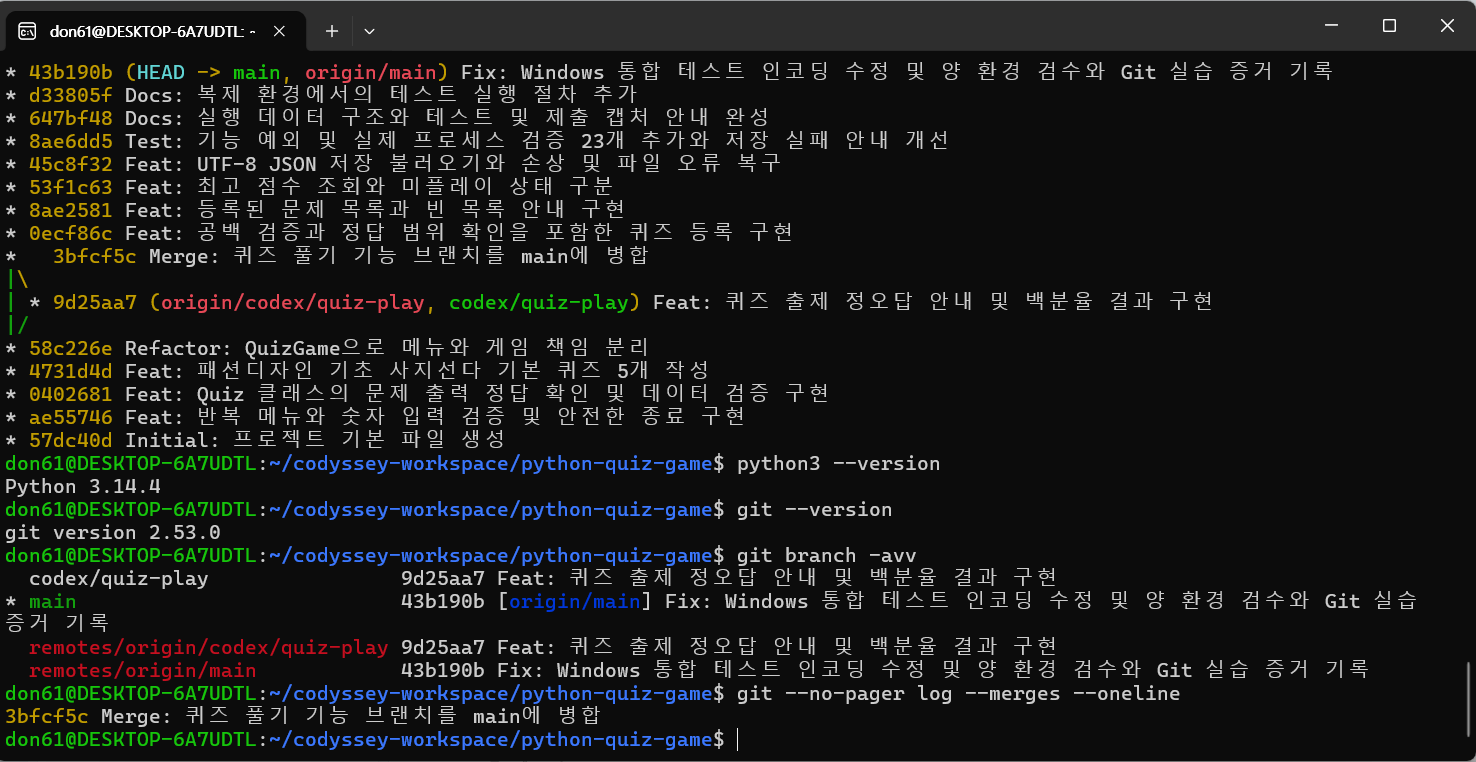 don61@DESKTOP-6A7UDTL: ~
* 43b190b (HEAD -> main, origin/main) Fix: Windows 통합 테스트 인코딩 수정 및 양 환경 검수와 Git 실습 증거 기록
* d33805f Docs: 복제 환경에서의 테스트 실행 절차 추가
* 647bf48 Docs: 실행 데이터 구조와 테스트 및 제출 캡처 안내 완성
* 8ae6dd5 Test: 기능 예외 및 실제 프로세스 검증 23개 추가와 저장 실패 안내 개선
* 45c8f32 Feat: UTF-8 JSON 저장 불러오기와 손상 및 파일 오류 복구
* 53f1c63 Feat: 최고 점수 조회와 미플레이 상태 구분
* 8ae2581 Feat: 등록된 문제 목록과 빈 목록 안내 구현
* 0ecf86c Feat: 공백 검증과 정답 범위 확인을 포함한 퀴즈 등록 구현
*   3bfcf5c Merge: 퀴즈 풀기 기능 브랜치를 main에 병합
|\
| * 9d25aa7 (origin/codex/quiz-play, codex/quiz-play) Feat: 퀴즈 출제 정오답 안내 및 백분율 결과 구현
|/
* 58c226e Refactor: QuizGame으로 메뉴와 게임 책임 분리
* 4731d4d Feat: 패션디자인 기초 사지선다 기본 퀴즈 5개 작성
* 0402681 Feat: Quiz 클래스의 문제 출력 정답 확인 및 데이터 검증 구현
* ae55746 Feat: 반복 메뉴와 숫자 입력 검증 및 안전한 종료 구현
* 57dc40d Initial: 프로젝트 기본 파일 생성
don61@DESKTOP-6A7UDTL:~/codyssey-workspace/python-quiz-game$ python3 --version
Python 3.14.4
don61@DESKTOP-6A7UDTL:~/codyssey-workspace/python-quiz-game$ git --version
git version 2.53.0
don61@DESKTOP-6A7UDTL:~/codyssey-workspace/python-quiz-game$ git branch -avv
  codex/quiz-play                9d25aa7 Feat: 퀴즈 출제 정오답 안내 및 백분율 결과 구현
* main                           43b190b [origin/main] Fix: Windows 통합 테스트 인코딩 수정 및 양 환경 검수와 Git 실습
증거 기록
  remotes/origin/codex/quiz-play 9d25aa7 Feat: 퀴즈 출제 정오답 안내 및 백분율 결과 구현
  remotes/origin/main            43b190b Fix: Windows 통합 테스트 인코딩 수정 및 양 환경 검수와 Git 실습 증거 기록
don61@DESKTOP-6A7UDTL:~/codyssey-workspace/python-quiz-game$ git --no-pager log --merges --oneline
3bfcf5c Merge: 퀴즈 풀기 기능 브랜치를 main에 병합
don61@DESKTOP-6A7UDTL:~/codyssey-workspace/python-quiz-game$